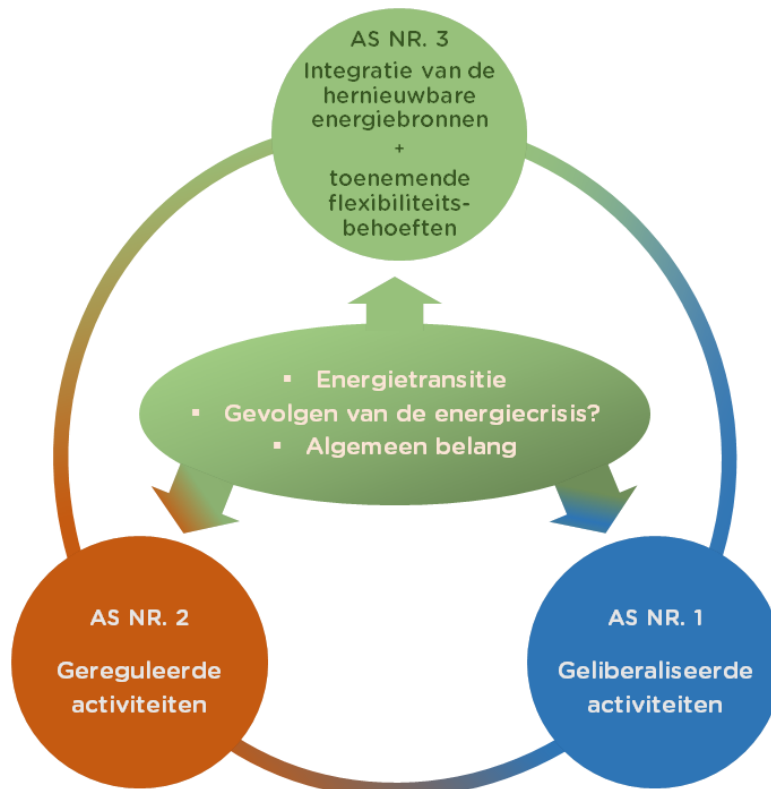 AS NR. 3
Integratie van de
hernieuwbare
energiebronnen
+
toenemende
flexibiliteits-
behoeften
▪ Energietransitie
▪ Gevolgen van de energiecrisis?
▪ Algemeen belang
AS NR. 2
Gereguleerde
activiteiten
AS NR. 1
Geliberaliseerde
activiteiten